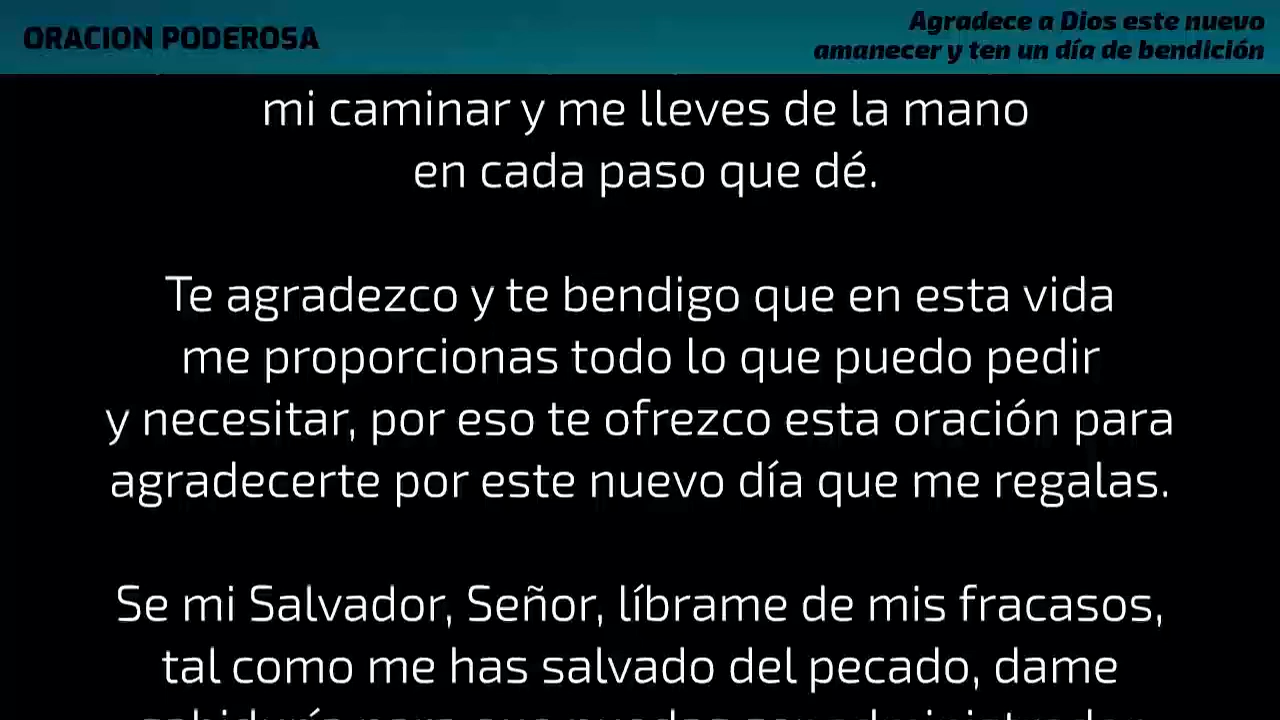 ORACION PODEROSA
Agradece a Dios este nuevo
amanecer y ten un día de bendición
mi caminar y me lleves de la mano
en cada paso que dé.
Te agradezco y te bendigo que en esta vida
me proporcionas todo lo que puedo pedir
y necesitar, por eso te ofrezco esta oración para
agradecerte por este nuevo día que me regalas.
Se mi Salvador, Señor, líbrame de mis fracasos,
tal como me has salvado del pecado, dame